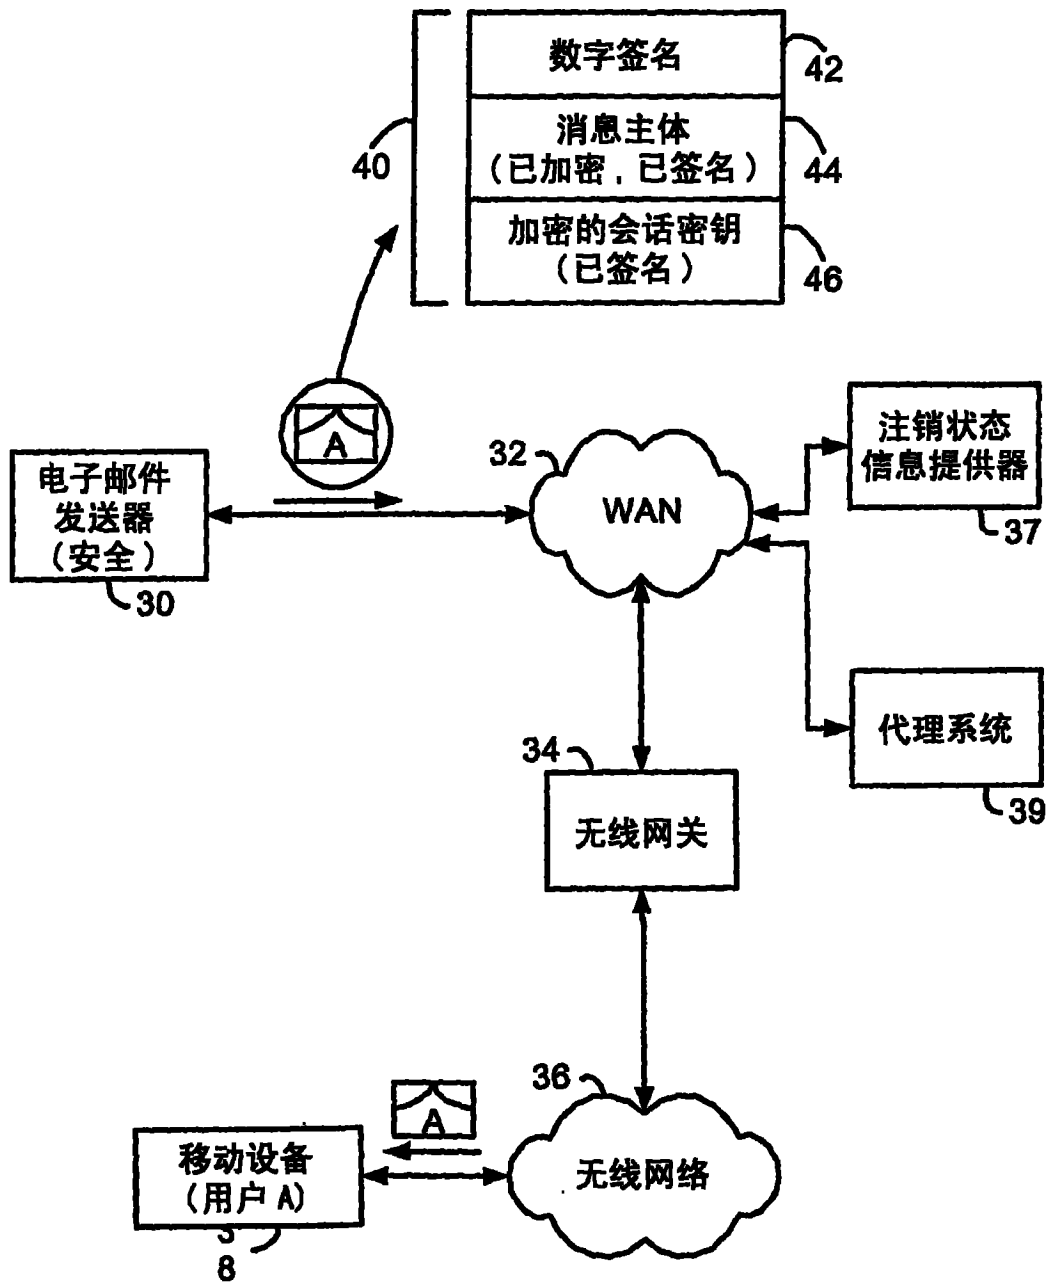 数字签名
42
消息主体
(已加密，已签名)
44
40
加密的会话密钥
(已签名)
46
A
32
WAN
注销状态
信息提供器
37
电子邮件
发送器
(安全)
30
代理系统
39
34
无线网关
36
A
无线网络
移动设备
(用户 A)
3
8